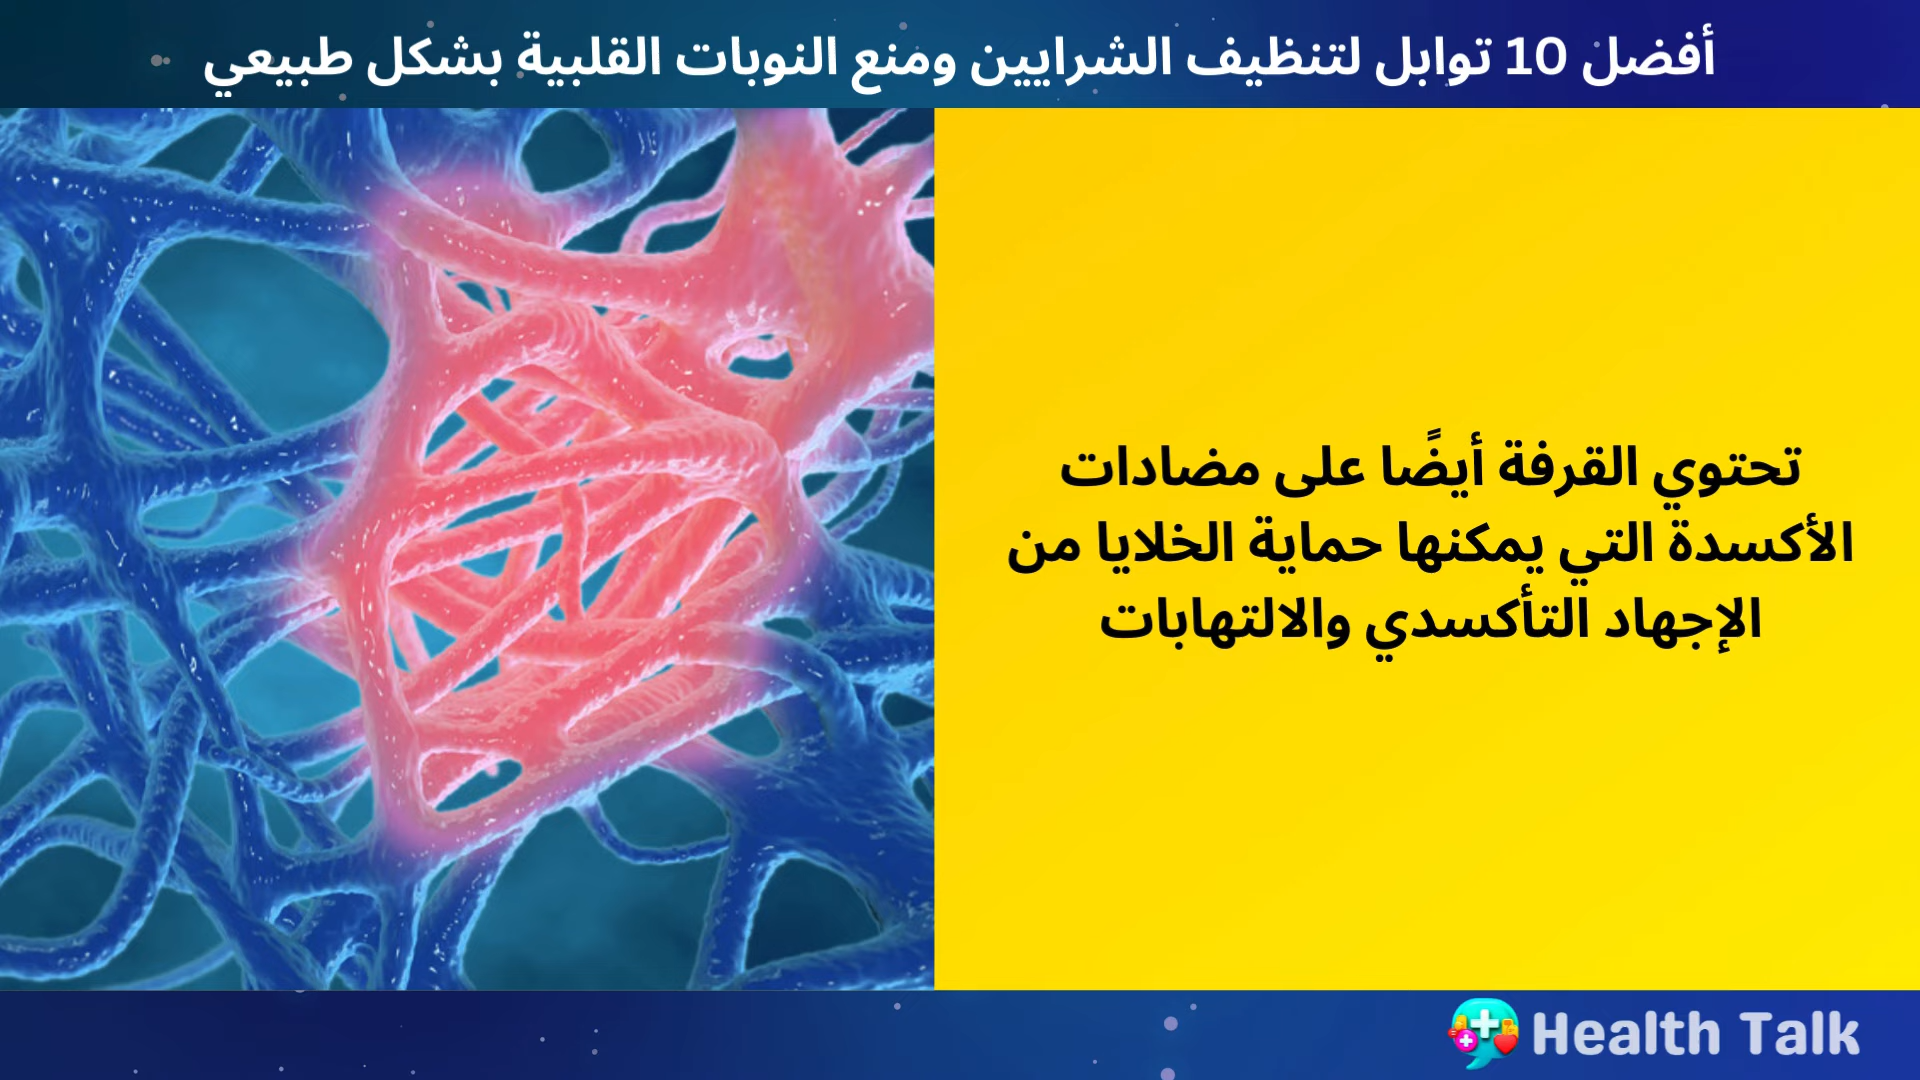 أفضل 10 توابل لتنظيف الشرايين ومنع النوبات القلبية بشكل طبيعي
تحتوي القرفة أيضًا على مضادات
الأكسدة التي يمكنها حماية الخلايا من
الإجهاد التأكسدي والالتهابات
Health Talk